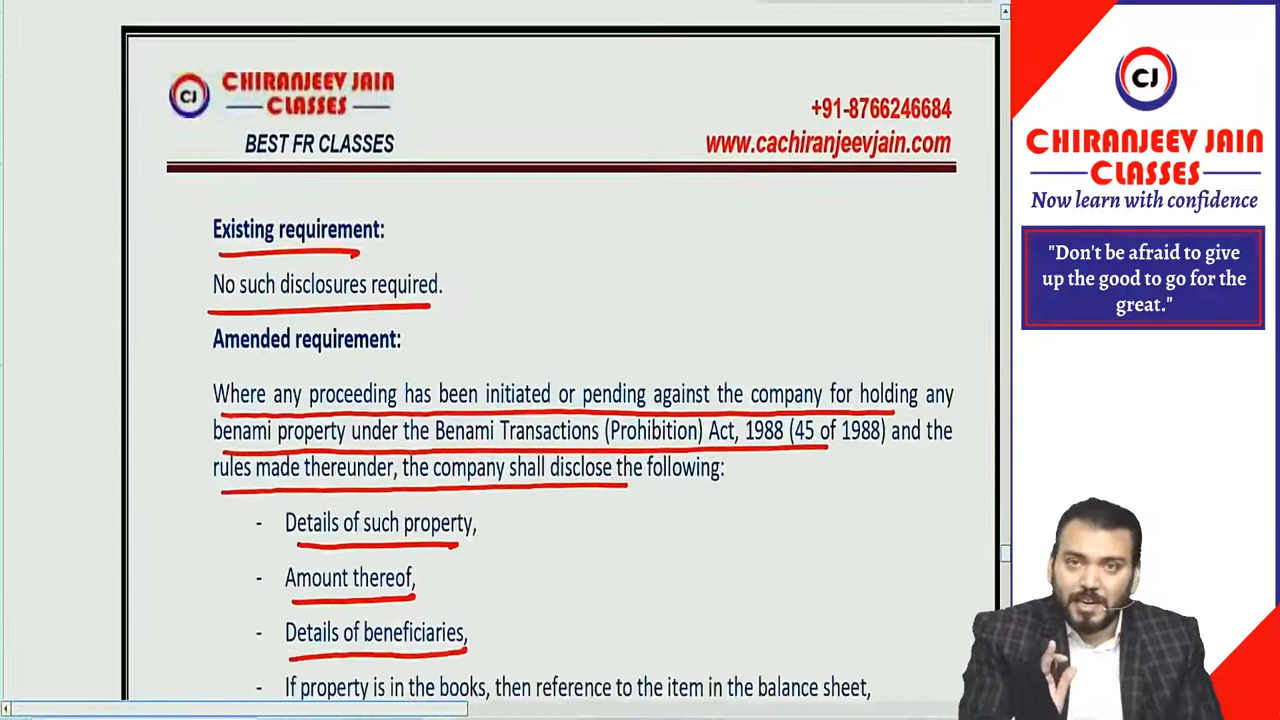 CJ
CHIRANJEEV JAIN
CLASSES
BEST FR CLASSES
+91-8766246684
www.cachiranjeevjain.com
Existing requirement:
No such disclosures required.
Amended requirement:
Where any proceeding has been initiated or pending against the company for holding any
benami property under the Benami Transactions (Prohibition) Act, 1988 (45 of 1988) and the
rules made thereunder, the company shall disclose the following:
- Details of such property,
- Amount thereof,
- Details of beneficiaries,
- If property is in the books, then reference to the item in the balance sheet,
CJ
CHIRANJEEV JAIN
CLASSES
Now learn with confidence
"Don't be afraid to give
up the good to go for the
great."